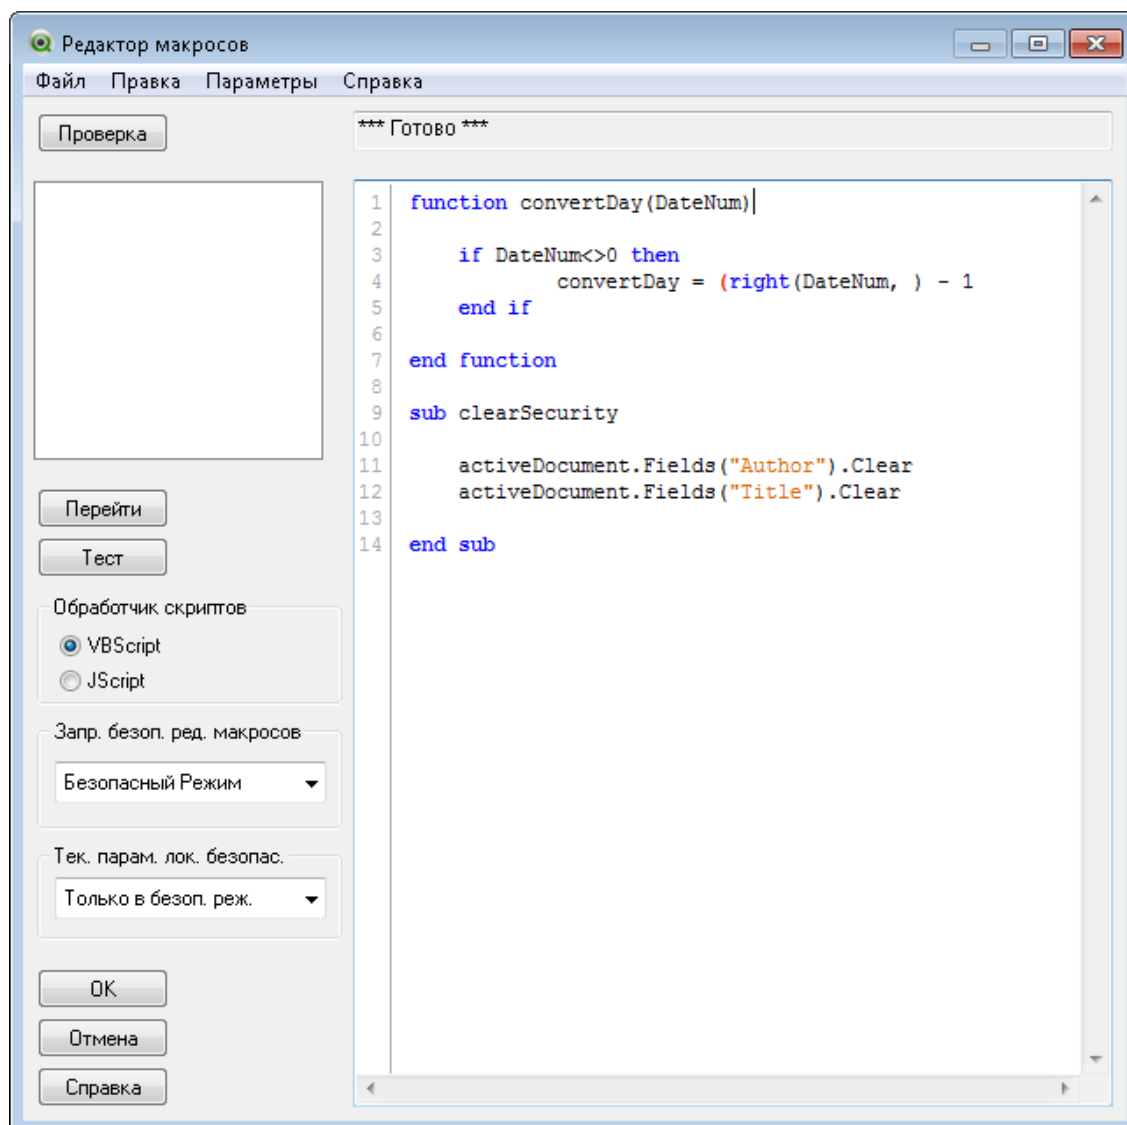 Редактор макросов
Файл Правка Параметры Справка
Проверка
*** Готово ***
1 function convertDay(DateNum)
2
3 if DateNum<>0 then
4 convertDay = (right(DateNum, ) - 1
5 end if
6
7 end function
8
9 sub clearSecurity
10
11 activeDocument.Fields("Author").Clear
12 activeDocument.Fields("Title").Clear
13
14 end sub
Перейти
Тест
Обработчик скриптов
VBScript
JScript
Запр. безоп. ред. макросов
Безопасный Режим
Тек. парам. лок. безопас.
Только в безоп. реж.
OK
Отмена
Справка